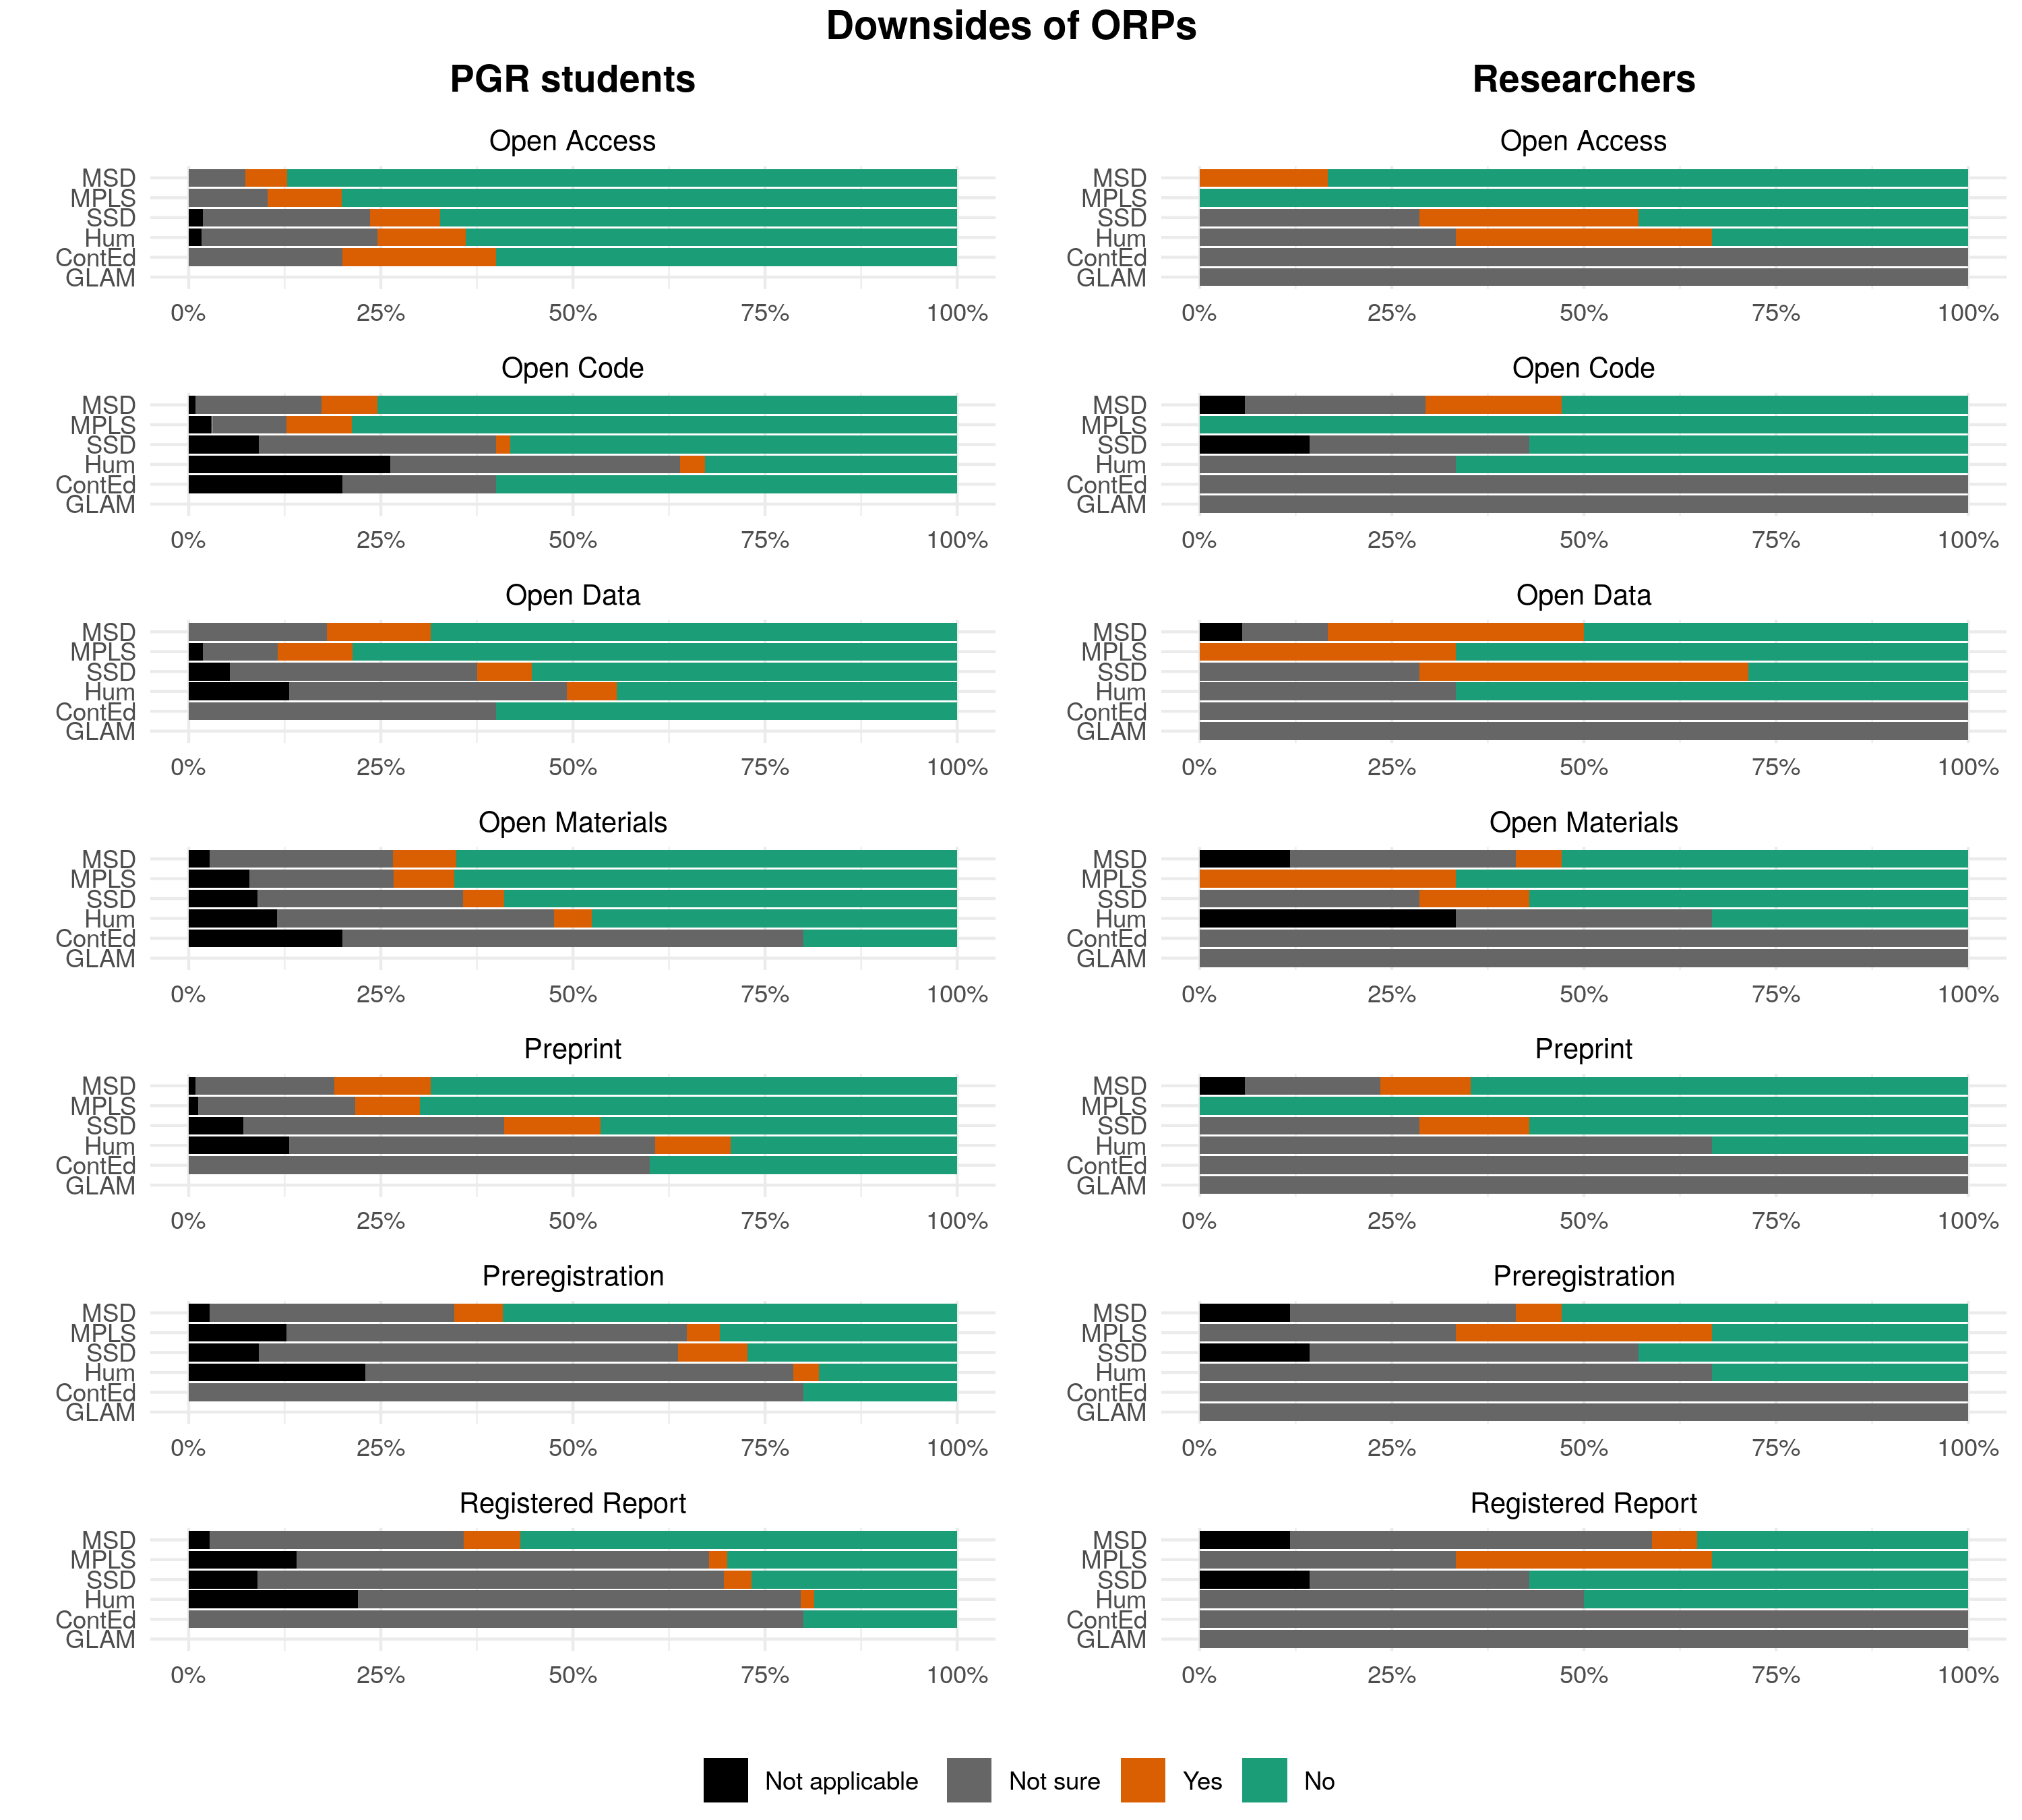 Downsides of ORPs
PGR students
Researchers
Open Access
Open Access
MSD
MPLS
SSD
Hum
ContEd
GLAM
0% 25% 50% 75% 100%
MSD
MPLS
SSD
Hum
ContEd
GLAM
0% 25% 50% 75% 100%
Open Code
Open Code
MSD
MPLS
SSD
Hum
ContEd
GLAM
0% 25% 50% 75% 100%
MSD
MPLS
SSD
Hum
ContEd
GLAM
0% 25% 50% 75% 100%
Open Data
Open Data
MSD
MPLS
SSD
Hum
ContEd
GLAM
0% 25% 50% 75% 100%
MSD
MPLS
SSD
Hum
ContEd
GLAM
0% 25% 50% 75% 100%
Open Materials
Open Materials
MSD
MPLS
SSD
Hum
ContEd
GLAM
0% 25% 50% 75% 100%
MSD
MPLS
SSD
Hum
ContEd
GLAM
0% 25% 50% 75% 100%
Preprint
Preprint
MSD
MPLS
SSD
Hum
ContEd
GLAM
0% 25% 50% 75% 100%
MSD
MPLS
SSD
Hum
ContEd
GLAM
0% 25% 50% 75% 100%
Preregistration
Preregistration
MSD
MPLS
SSD
Hum
ContEd
GLAM
0% 25% 50% 75% 100%
MSD
MPLS
SSD
Hum
ContEd
GLAM
0% 25% 50% 75% 100%
Registered Report
Registered Report
MSD
MPLS
SSD
Hum
ContEd
GLAM
0% 25% 50% 75% 100%
MSD
MPLS
SSD
Hum
ContEd
GLAM
0% 25% 50% 75% 100%
Not applicable Not sure Yes No